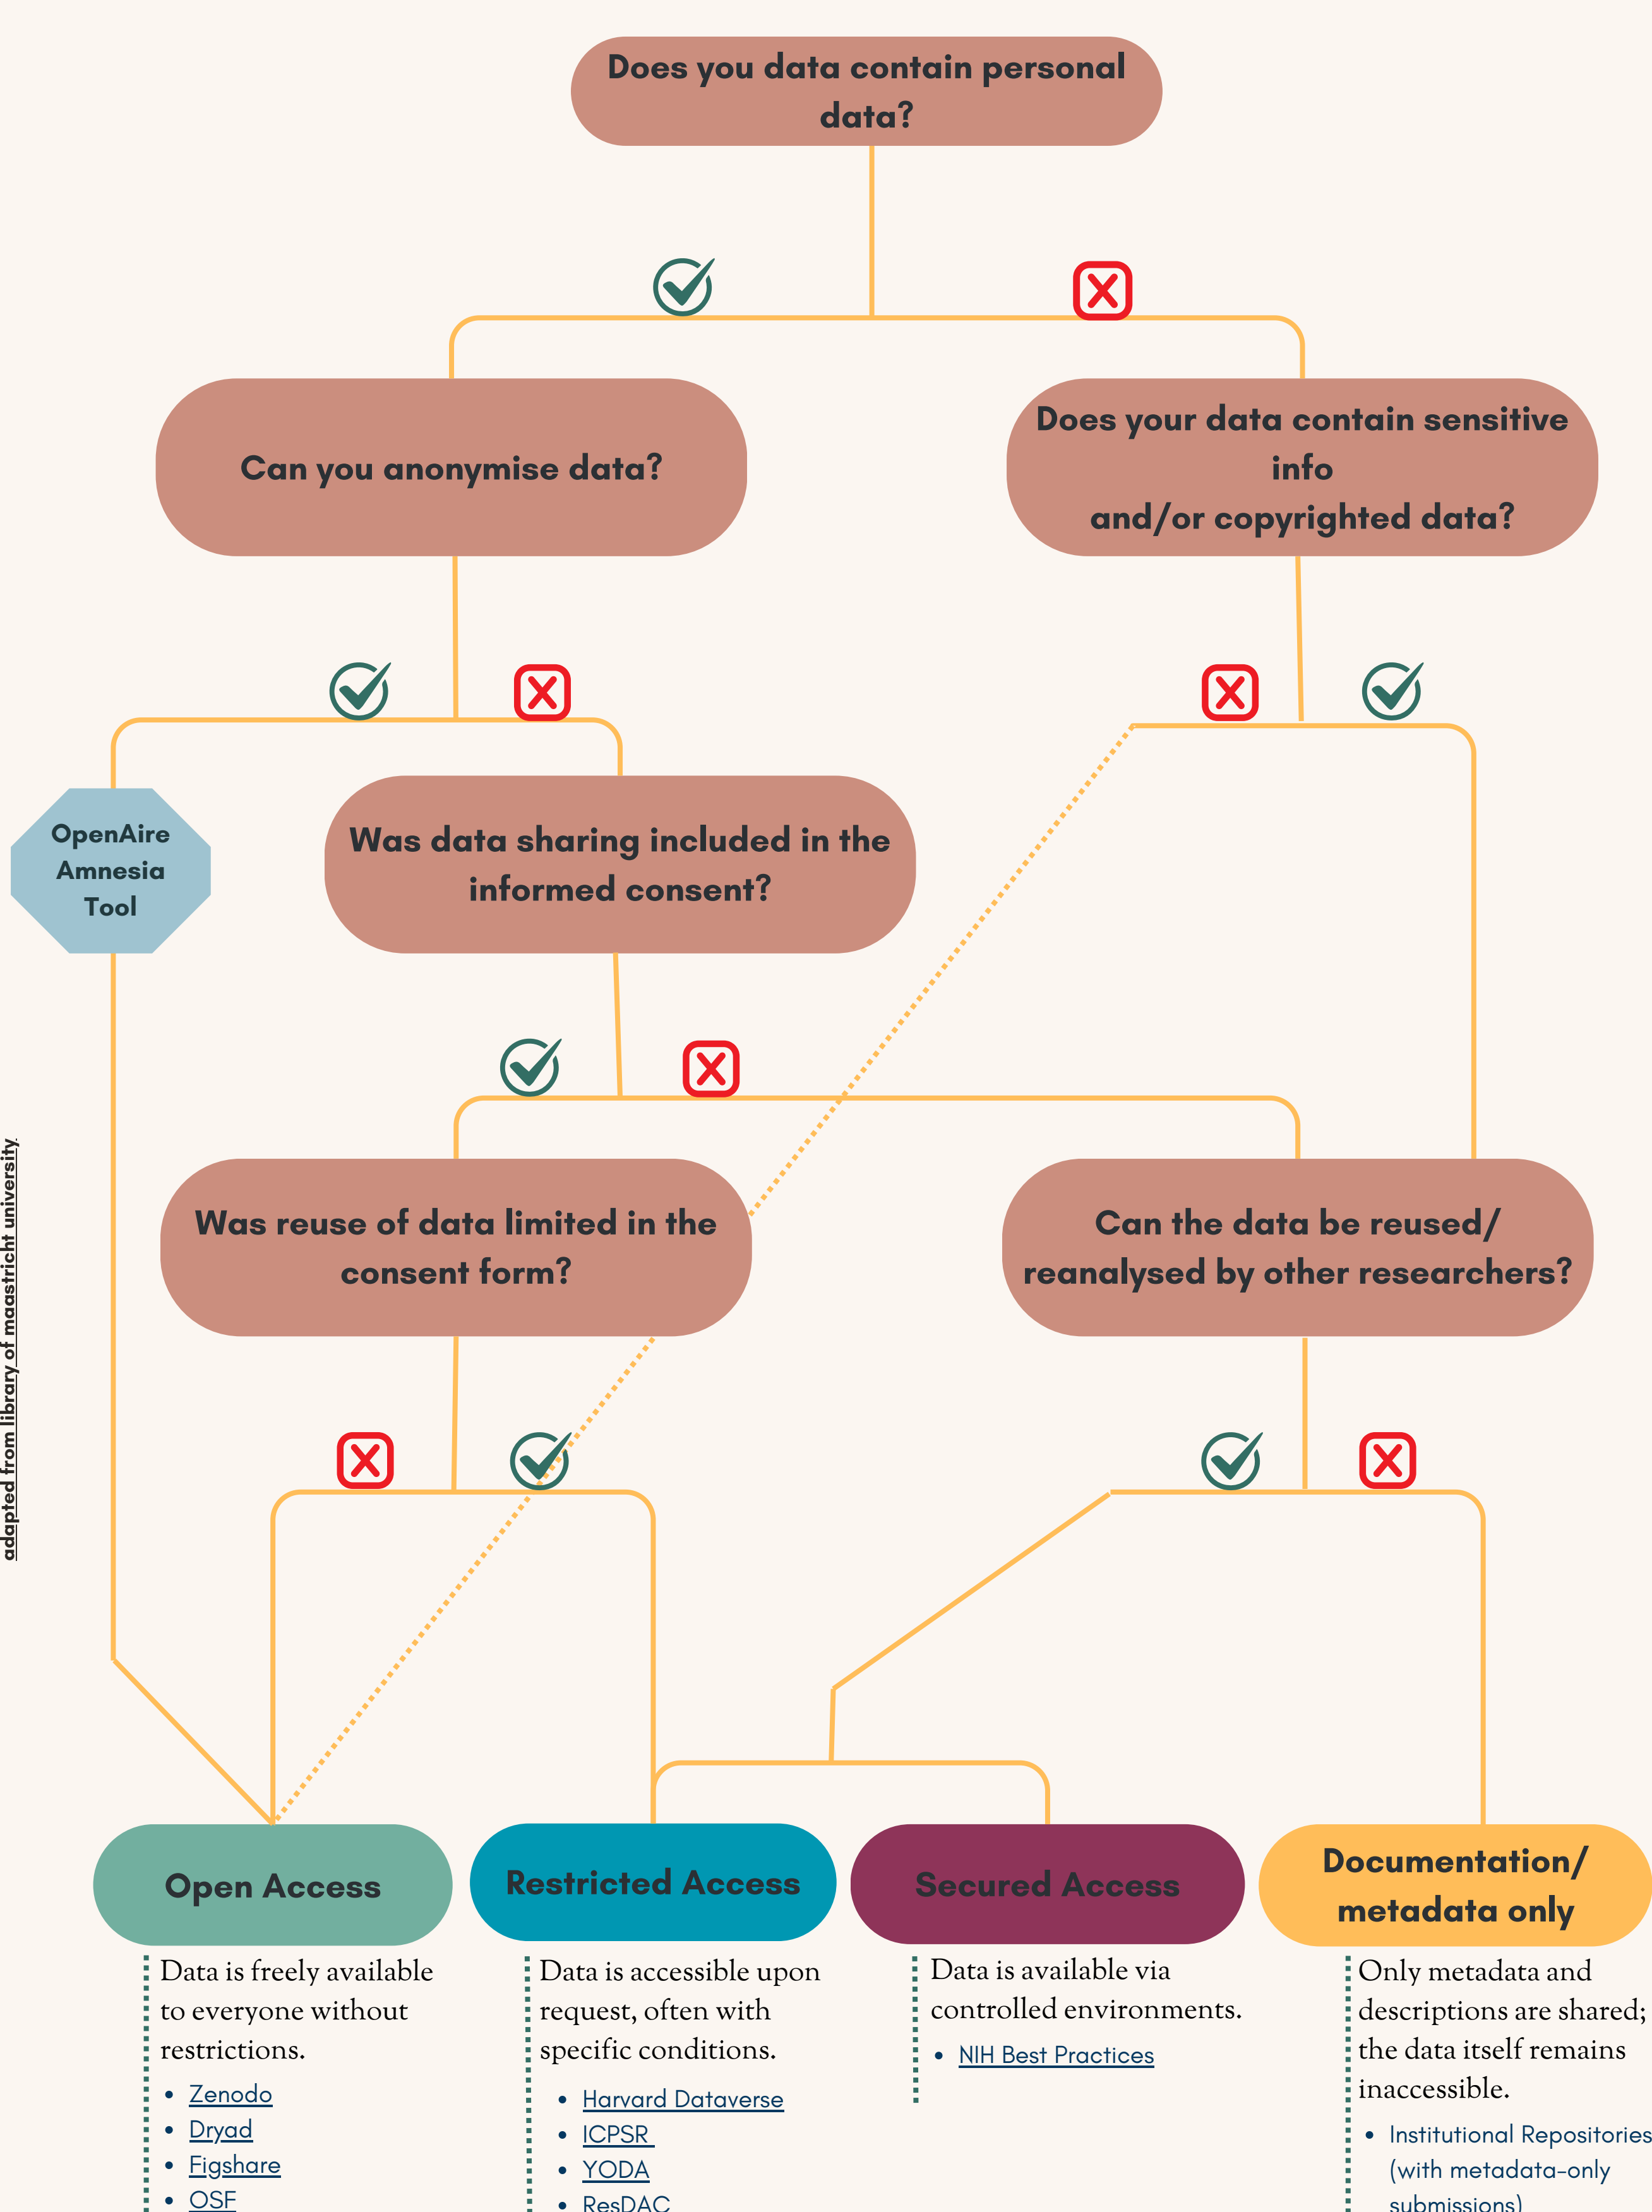 Does you data contain personal
data?
Can you anonymise data?
Does your data contain sensitive
info
and/or copyrighted data?
OpenAire
Amnesia
Tool
Was data sharing included in the
informed consent?
adapted from library of maastricht university
Was reuse of data limited in the
consent form?
Can the data be reused/
reanalysed by other researchers?
Open Access
Data is freely available
to everyone without
restrictions.
• Zenodo
• Dryad
• Figshare
• OSF
Restricted Access
Data is accessible upon
request, often with
specific conditions.
• Harvard Dataverse
• ICPSR
• YODA
• ResDAC
Secured Access
Data is available via
controlled environments.
• NIH Best Practices
Documentation/
metadata only
Only metadata and
descriptions are shared;
the data itself remains
inaccessible.
• Institutional Repositories
(with metadata-only
submissions)